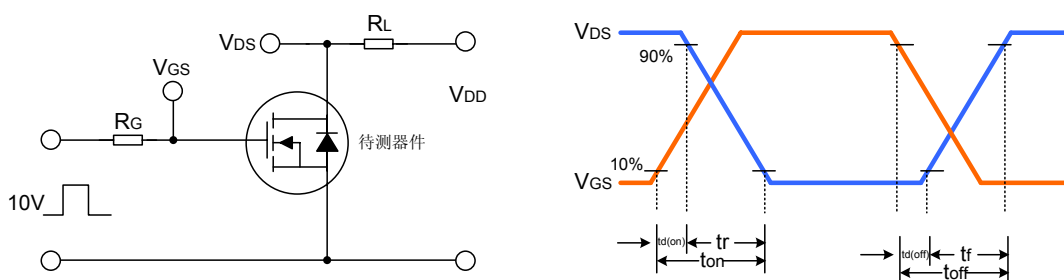 RL
VDS
VGS
VDD
RG
待测器件
10V
VDS
90%
10%
VGS
td(on)
tr
ton
td(off)
tf
toff